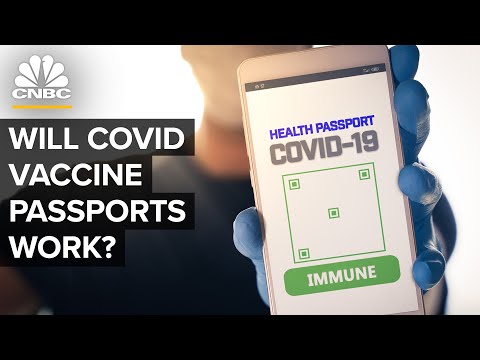 CNBC
WILL COVID
VACCINE
PASSPORTS
WORK?
HEALTH PASSPORT
COVID-19
IMMUNE